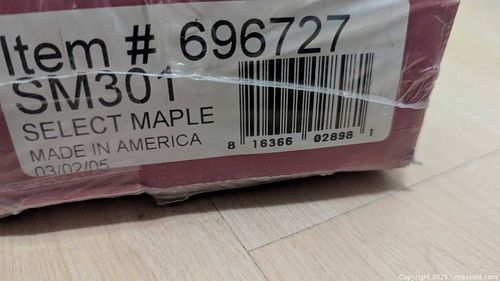 Item # 696727
SM301
SELECT MAPLE
MADE IN AMERICA
03/02/05
8 16366 02898 1
Copyright © 2025 - maxsold.com